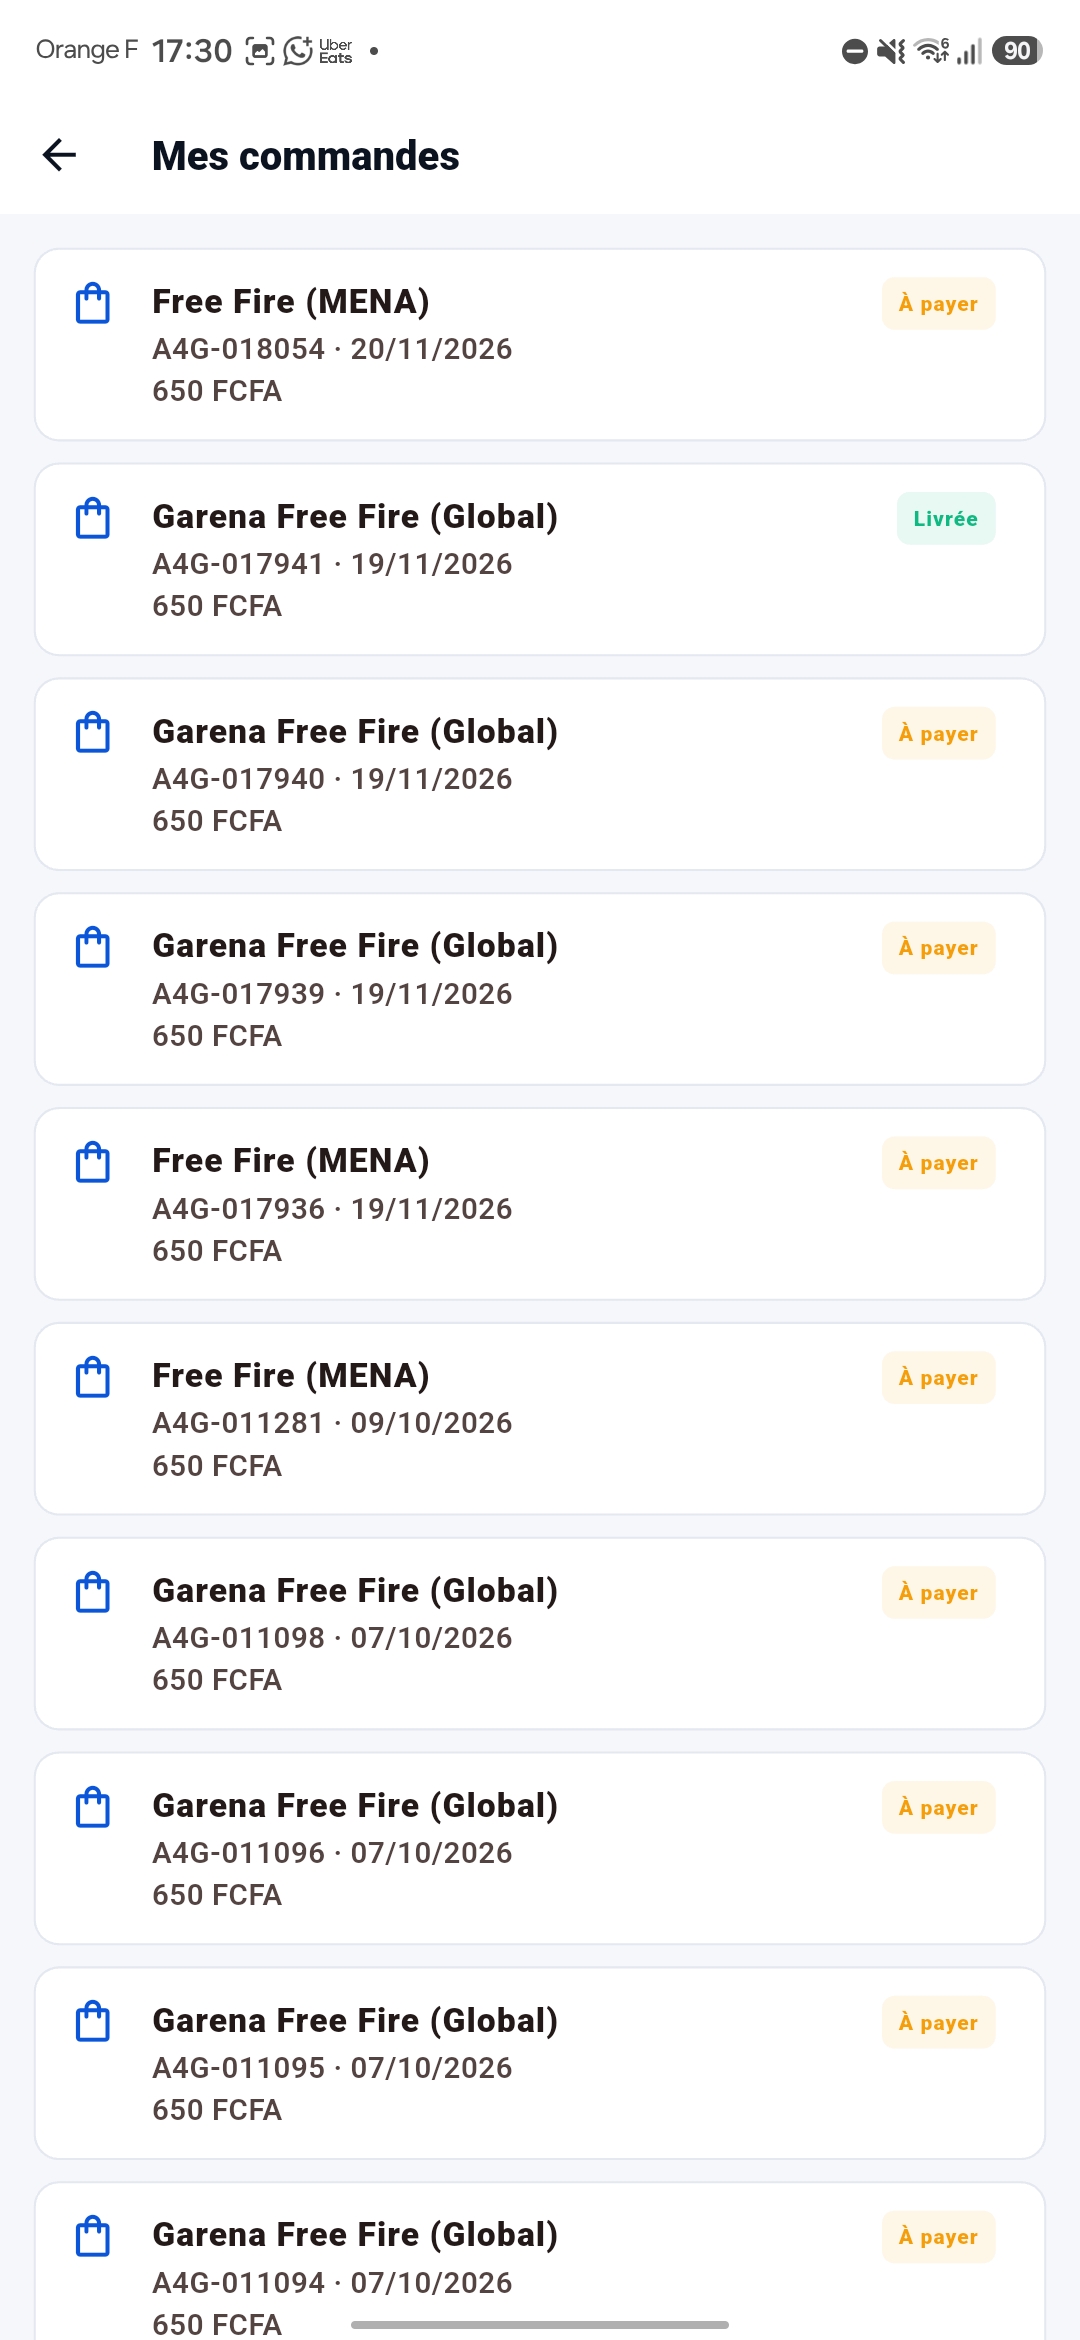 Orange F 17:30 Uber Eats 6 90
Mes commandes
Free Fire (MENA) À payer
A4G-018054 · 20/11/2026
650 FCFA
Garena Free Fire (Global) Livrée
A4G-017941 · 19/11/2026
650 FCFA
Garena Free Fire (Global) À payer
A4G-017940 · 19/11/2026
650 FCFA
Garena Free Fire (Global) À payer
A4G-017939 · 19/11/2026
650 FCFA
Free Fire (MENA) À payer
A4G-017936 · 19/11/2026
650 FCFA
Free Fire (MENA) À payer
A4G-011281 · 09/10/2026
650 FCFA
Garena Free Fire (Global) À payer
A4G-011098 · 07/10/2026
650 FCFA
Garena Free Fire (Global) À payer
A4G-011096 · 07/10/2026
650 FCFA
Garena Free Fire (Global) À payer
A4G-011095 · 07/10/2026
650 FCFA
Garena Free Fire (Global) À payer
A4G-011094 · 07/10/2026
650 FCFA